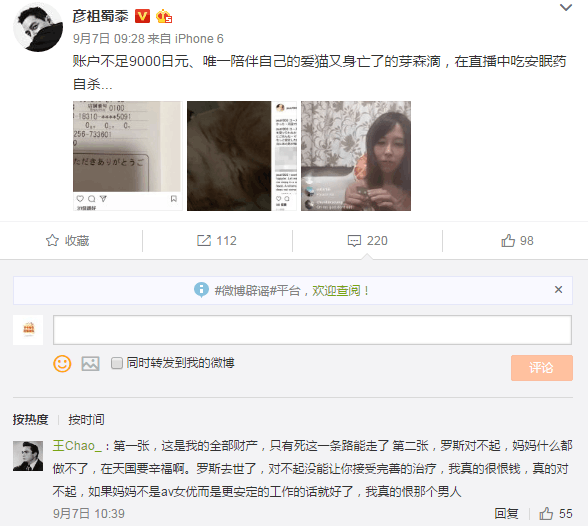 彦祖蜀黍
9月7日 09:28 来自 iPhone 6
账户不足9000日元、唯一陪伴自己的爱猫又身亡了的芽森滴，在直播中吃安眠药
自杀...
0100
18310-＊＊＊＊5091
256-733601
ただきありがとうご
收藏
112
220
98
#微博辟谣#平台，欢迎查阅！
同时转发到我的微博
评论
按热度 | 按时间
王Chao_：第一张，这是我的全部财产，只有死这一条路能走了 第二张，罗斯对不起，妈妈什么都
做不了，在天国要幸福啊。罗斯去世了，对不起没能让你接受完善的治疗，我真的很恨钱，真的对
不起，如果妈妈不是av女优而是更安定的工作的话就好了，我真的恨那个男人
9月7日 10:39
回复
55